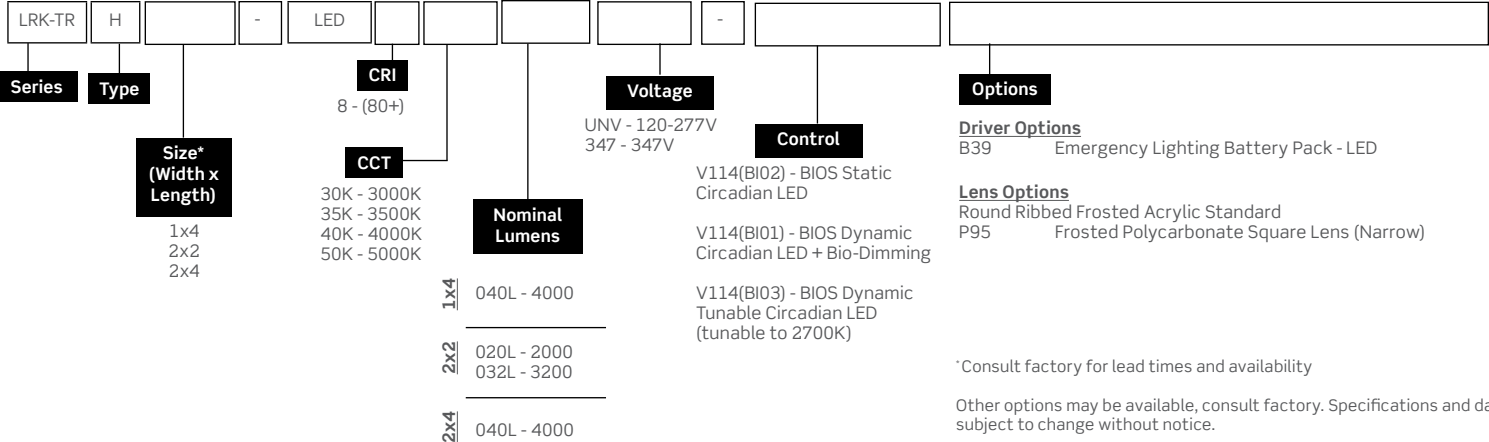 LRK-TR H - LED -
Series
Type
Size*
(Width x
Length)
1x4
2x2
2x4
CRI
8 - (80+)
CCT
30K - 3000K
35K - 3500K
40K - 4000K
50K - 5000K
Nominal
Lumens
1x4
040L - 4000
2x2
020L - 2000
032L - 3200
2x4
040L - 4000
Voltage
UNV - 120-277V
347 - 347V
Control
V114(BI02) - BIOS Static
Circadian LED
V114(BI01) - BIOS Dynamic
Circadian LED + Bio-Dimming
V114(BI03) - BIOS Dynamic
Tunable Circadian LED
(tunable to 2700K)
Options
Driver Options
B39 Emergency Lighting Battery Pack - LED
Lens Options
Round Ribbed Frosted Acrylic Standard
P95 Frosted Polycarbonate Square Lens (Narrow)
*Consult factory for lead times and availability
Other options may be available, consult factory. Specifications and
subject to change without notice.